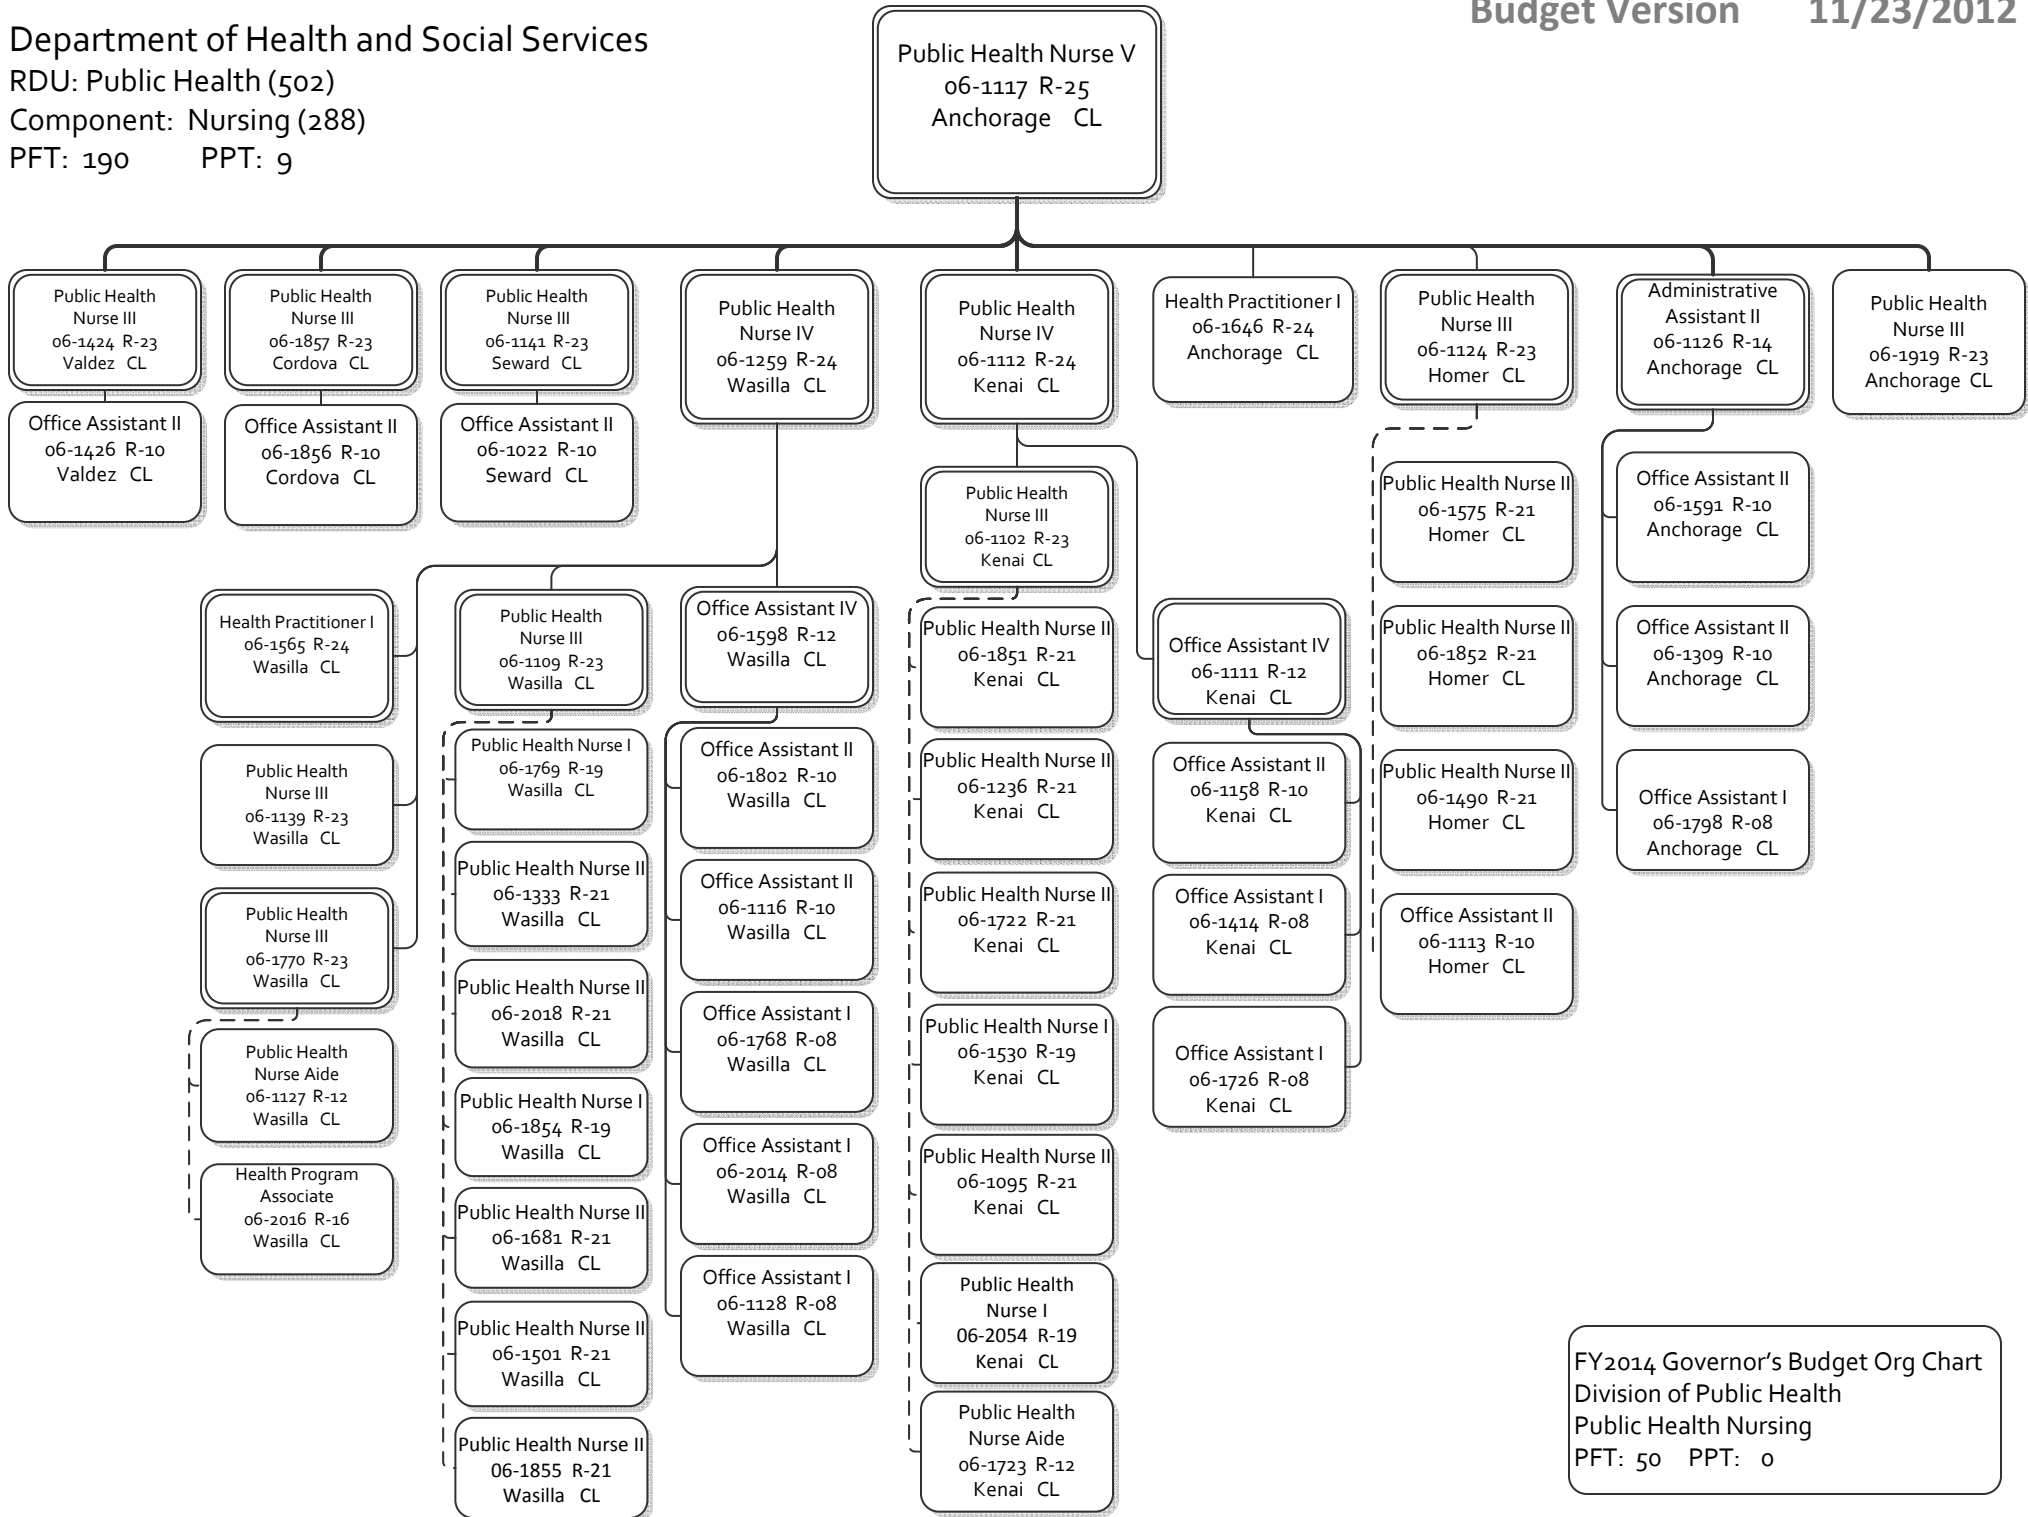 Budget Version 11/23/2012
Department of Health and Social Services
RDU: Public Health (502)
Component: Nursing (288)
PFT: 190 PPT: 9
Public Health Nurse V
06-1117 R-25
Anchorage CL
Public Health
Nurse III
06-1424 R-23
Valdez CL
Public Health
Nurse III
06-1857 R-23
Cordova CL
Public Health
Nurse III
06-1141 R-23
Seward CL
Public Health
Nurse IV
06-1259 R-24
Wasilla CL
Public Health
Nurse IV
06-1112 R-24
Kenai CL
Health Practitioner I
06-1646 R-24
Anchorage CL
Public Health
Nurse III
06-1124 R-23
Homer CL
Administrative
Assistant II
06-1126 R-14
Anchorage CL
Public Health
Nurse III
06-1919 R-23
Anchorage CL
Office Assistant II
06-1426 R-10
Valdez CL
Office Assistant II
06-1856 R-10
Cordova CL
Office Assistant II
06-1022 R-10
Seward CL
Health Practitioner I
06-1565 R-24
Wasilla CL
Public Health
Nurse III
06-1139 R-23
Wasilla CL
Public Health
Nurse III
06-1770 R-23
Wasilla CL
Public Health
Nurse Aide
06-1127 R-12
Wasilla CL
Health Program
Associate
06-2016 R-16
Wasilla CL
Public Health
Nurse III
06-1109 R-23
Wasilla CL
Public Health Nurse I
06-1769 R-19
Wasilla CL
Public Health Nurse II
06-1333 R-21
Wasilla CL
Public Health Nurse II
06-2018 R-21
Wasilla CL
Public Health Nurse I
06-1854 R-19
Wasilla CL
Public Health Nurse II
06-1681 R-21
Wasilla CL
Public Health Nurse II
06-1501 R-21
Wasilla CL
Public Health Nurse II
06-1855 R-21
Wasilla CL
Office Assistant IV
06-1598 R-12
Wasilla CL
Office Assistant II
06-1802 R-10
Wasilla CL
Office Assistant II
06-1116 R-10
Wasilla CL
Office Assistant I
06-1768 R-08
Wasilla CL
Office Assistant I
06-2014 R-08
Wasilla CL
Office Assistant I
06-1128 R-08
Wasilla CL
Public Health
Nurse III
06-1102 R-23
Kenai CL
Public Health Nurse II
06-1851 R-21
Kenai CL
Public Health Nurse II
06-1236 R-21
Kenai CL
Public Health Nurse II
06-1722 R-21
Kenai CL
Public Health Nurse I
06-1530 R-19
Kenai CL
Public Health Nurse II
06-1095 R-21
Kenai CL
Public Health
Nurse I
06-2054 R-19
Kenai CL
Public Health
Nurse Aide
06-1723 R-12
Kenai CL
Office Assistant IV
06-1111 R-12
Kenai CL
Office Assistant II
06-1158 R-10
Kenai CL
Office Assistant I
06-1414 R-08
Kenai CL
Office Assistant I
06-1726 R-08
Kenai CL
Public Health Nurse II
06-1575 R-21
Homer CL
Public Health Nurse II
06-1852 R-21
Homer CL
Public Health Nurse II
06-1490 R-21
Homer CL
Office Assistant II
06-1113 R-10
Homer CL
Office Assistant II
06-1591 R-10
Anchorage CL
Office Assistant II
06-1309 R-10
Anchorage CL
Office Assistant I
06-1798 R-08
Anchorage CL
FY2014 Governor's Budget Org Chart
Division of Public Health
Public Health Nursing
PFT: 50 PPT: 0